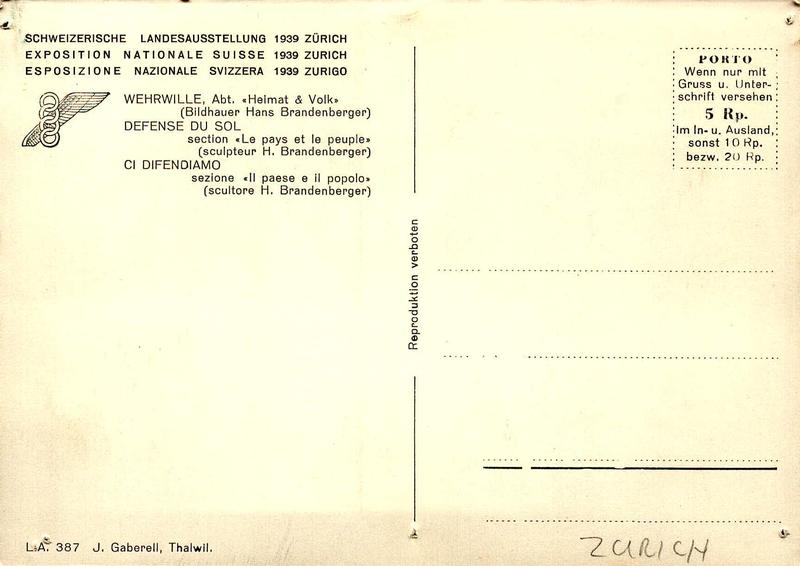 SCHWEIZERISCHE LANDESAUSSTELLUNG 1939 ZÜRICH
EXPOSITION NATIONALE SUISSE 1939 ZURICH
ESPOSIZIONE NAZIONALE SVIZZERA 1939 ZURIGO
WEHRWILLE, Abt. «Heimat & Volk»
(Bildhauer Hans Brandenberger)
DEFENSE DU SOL
section «Le pays et le peuple»
(sculpteur H. Brandenberger)
CI DIFENDIAMO
sezione «Il paese e il popolo»
(scultore H. Brandenberger)
L.A. 387 J. Gaberell, Thalwil.
Reproduktion verboten
PORTO
Wenn nur mit
Gruss u. Unter-
schrift versehen
5 Rp.
Im In- u. Ausland,
sonst 10 Rp.
bezw. 20 Rp.
ZURICH